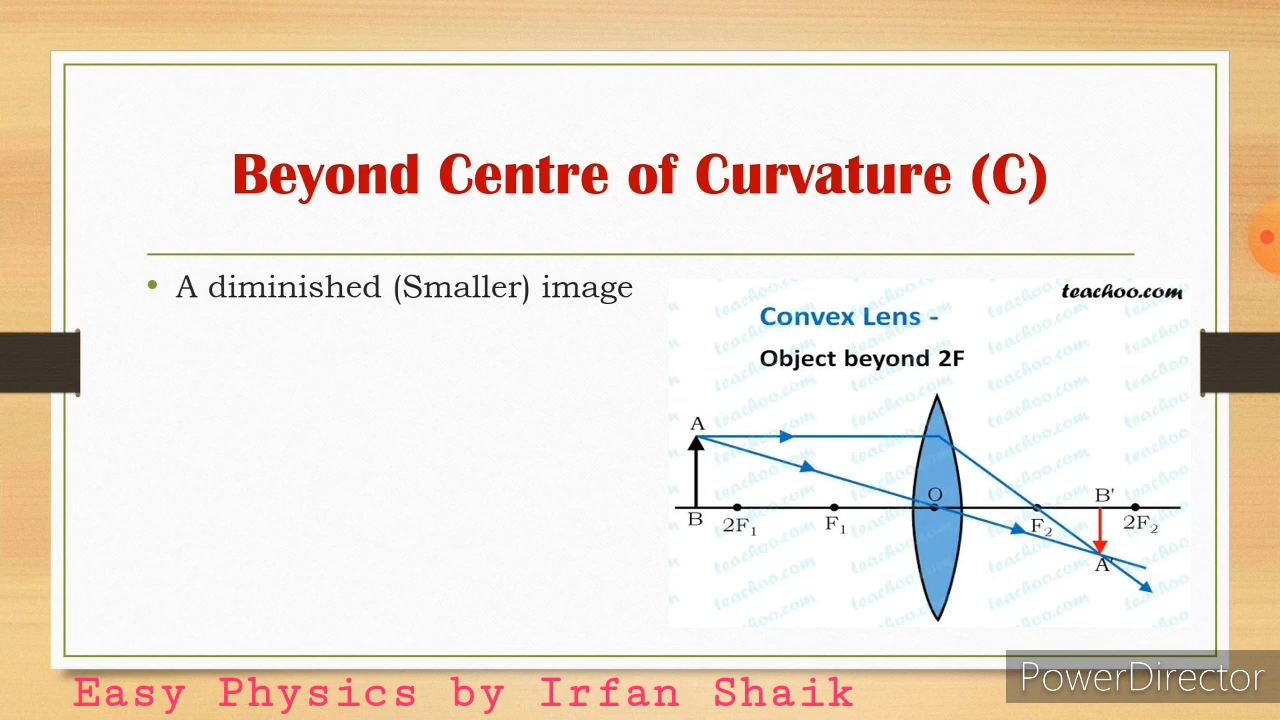 Beyond Centre of Curvature (C)
• A diminished (Smaller) image
teachoo.com
Convex Lens -
Object beyond 2F
A
B
2F₁
F₁
O
F₂
B'
2F₂
A'
Easy Physics by Irfan Shaik
PowerDirector